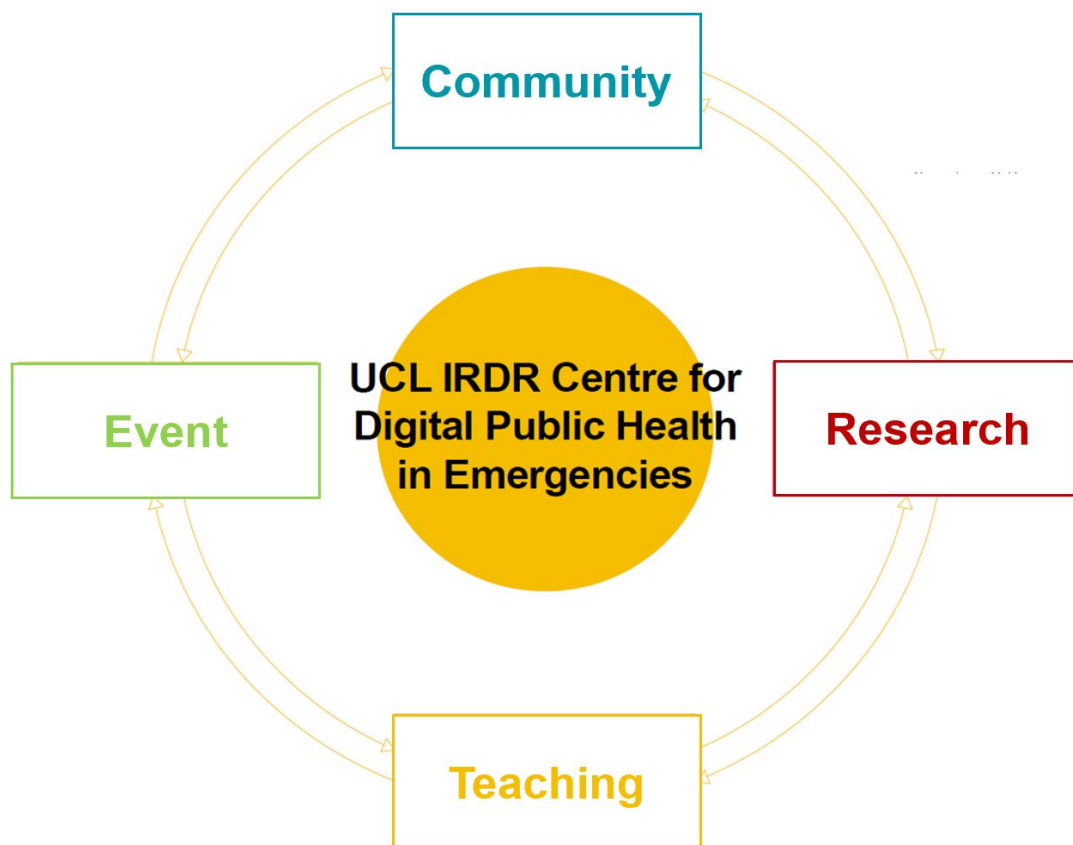 Community
Event
UCL IRDR Centre for
Digital Public Health
in Emergencies
Research
Teaching